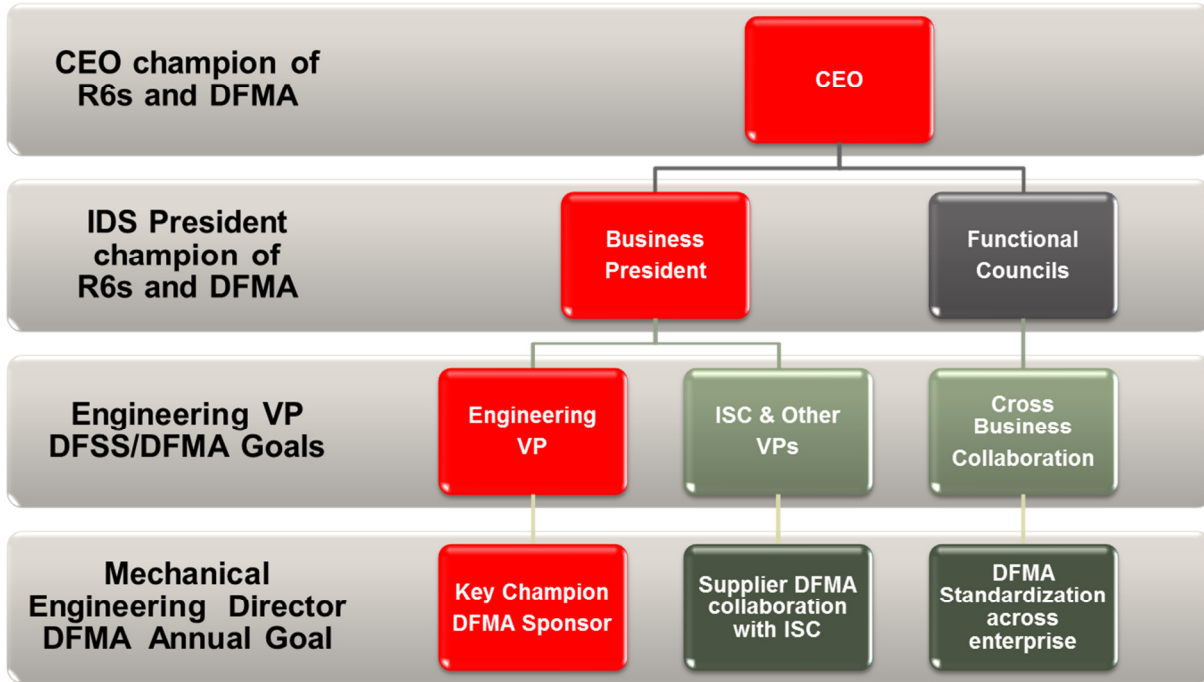 CEO champion of
R6s and DFMA
CEO
IDS President
champion of
R6s and DFMA
Business
President
Functional
Councils
Engineering VP
DFSS/DFMA Goals
Engineering
VP
ISC & Other
VPs
Cross
Business
Collaboration
Mechanical
Engineering Director
DFMA Annual Goal
Key Champion
DFMA Sponsor
Supplier DFMA
collaboration
with ISC
DFMA
Standardization
across
enterprise